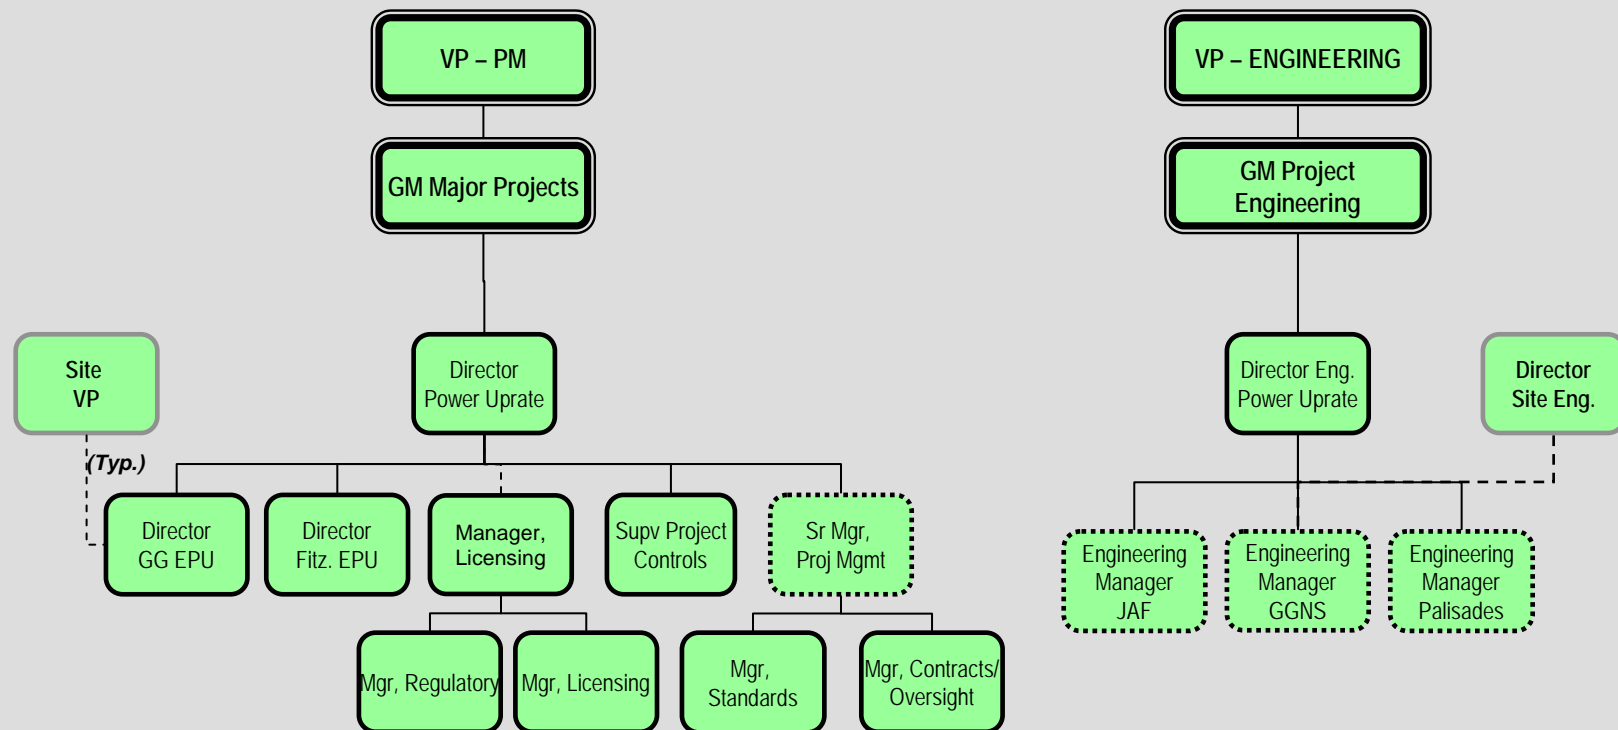 VP – PM
VP – ENGINEERING
GM Major Projects
GM Project
Engineering
Site
VP
Director
Power Uprate
Director Eng.
Power Uprate
Director
Site Eng.
(Typ.)
Director
GG EPU
Director
Fitz. EPU
Manager,
Licensing
Supv Project
Controls
Sr Mgr,
Proj Mgmt
Engineering
Manager
JAF
Engineering
Manager
GGNS
Engineering
Manager
Palisades
Mgr, Regulatory
Mgr, Licensing
Mgr,
Standards
Mgr, Contracts/
Oversight